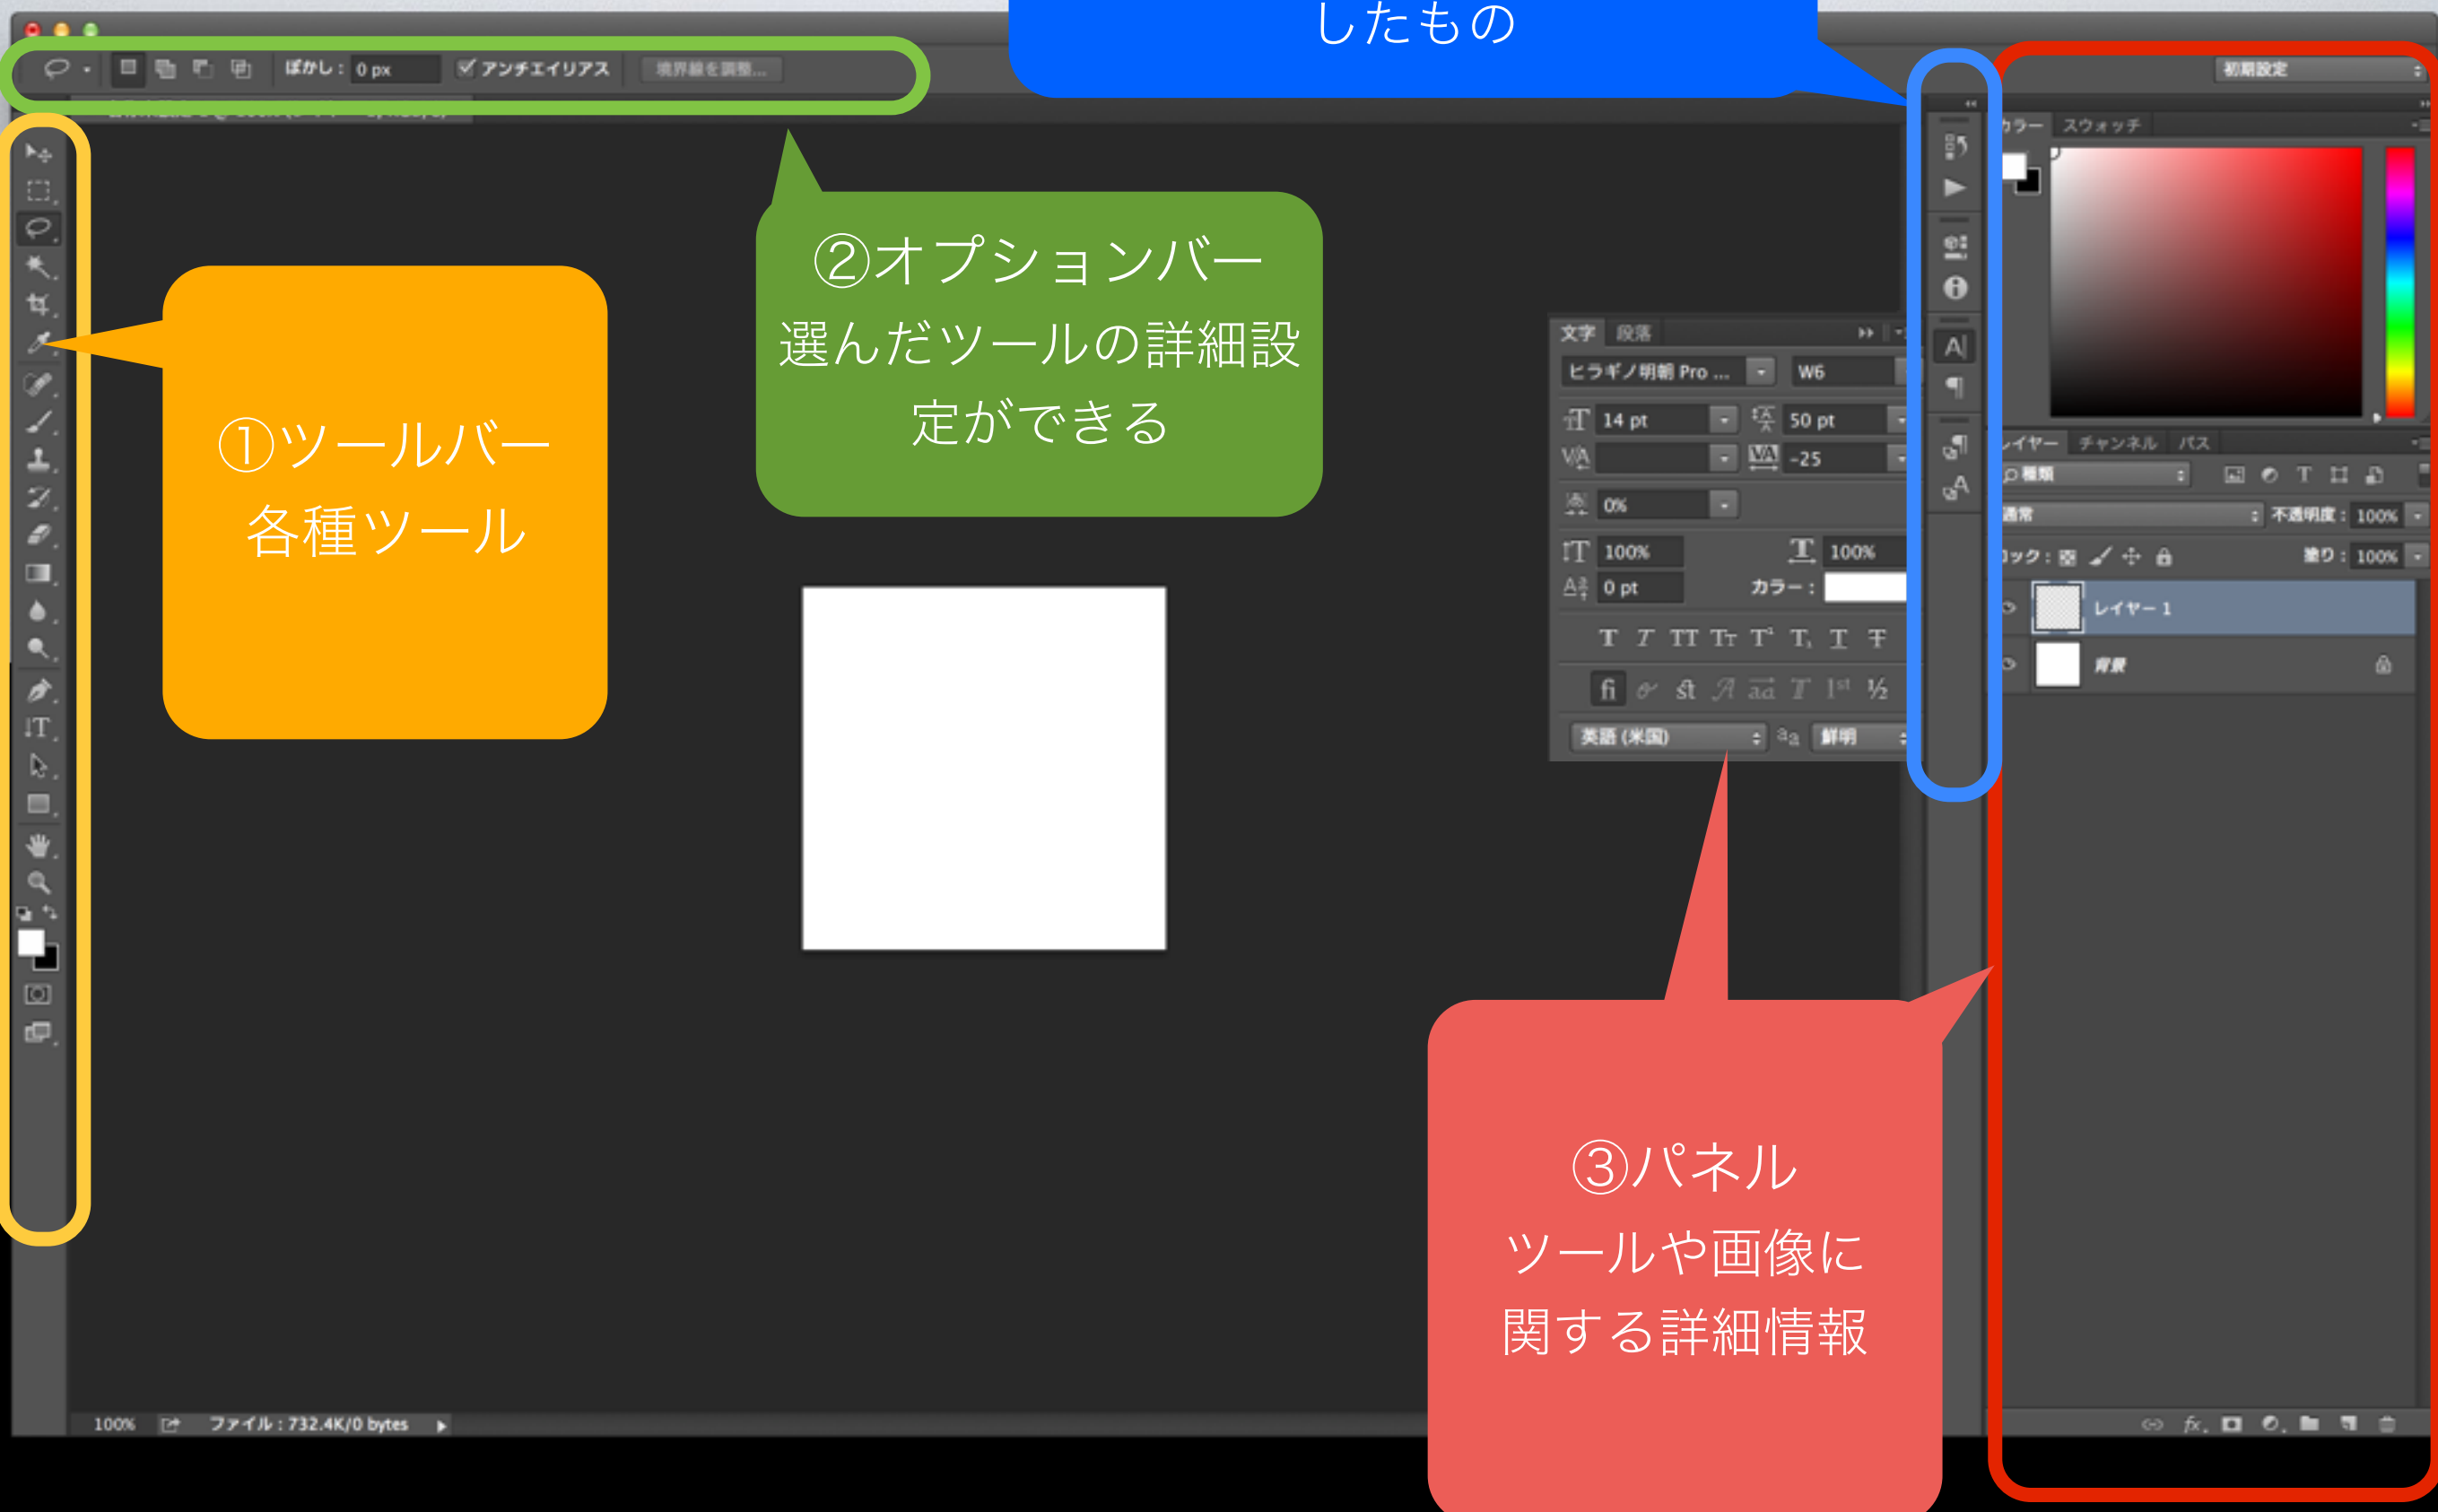 したもの
ぼかし： 0 px ✓ アンチエイリアス 境界線を調整...
初期設定
②オプションバー
選んだツールの詳細設
定ができる
①ツールバー
各種ツール
カラー スウォッチ
文字 段落
ヒラギノ明朝 Pro ... W6
14 pt 50 pt
-25
0%
100% 100%
0 pt カラー：
英語 (米国) 鮮明
レイヤー チャンネル パス
種類
通常 不透明度： 100%
ロック： 塗り： 100%
レイヤー 1
背景
③パネル
ツールや画像に
関する詳細情報
100% ファイル：732.4K/0 bytes